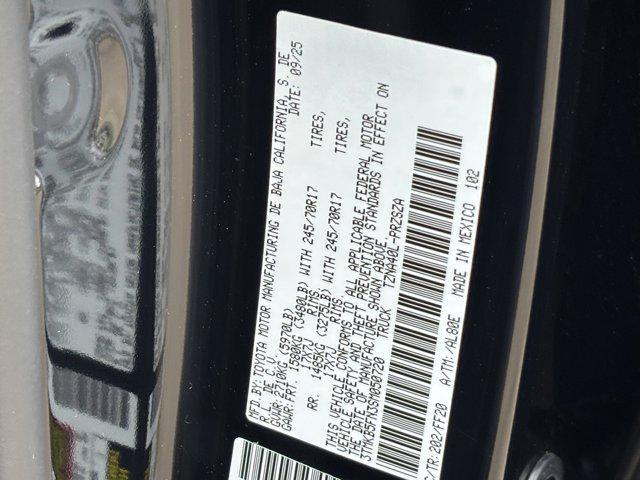 MFD.BY: TOYOTA MOTOR MANUFACTURING DE BAJA CALIFORNIA, S. DE
R.L. DE C.V. DATE: 09/25
GVWR: 2710KG (5970LB)
GAWR: FRT. 1580KG (3480LB) WITH 245/70R17 TIRES,
17X7J RIMS,
RR. 1485KG (3275LB) WITH 245/70R17 TIRES,
17X7J RIMS.
THIS VEHICLE CONFORMS TO ALL APPLICABLE FEDERAL MOTOR
VEHICLE SAFETY AND THEFT PREVENTION STANDARDS IN EFFECT ON
THE DATE OF MANUFACTURE SHOWN ABOVE.
TRUCK TZNA40L-PRZSZA
C/TR: 202/FF20 A/TM: /AL80E MADE IN MEXICO 102